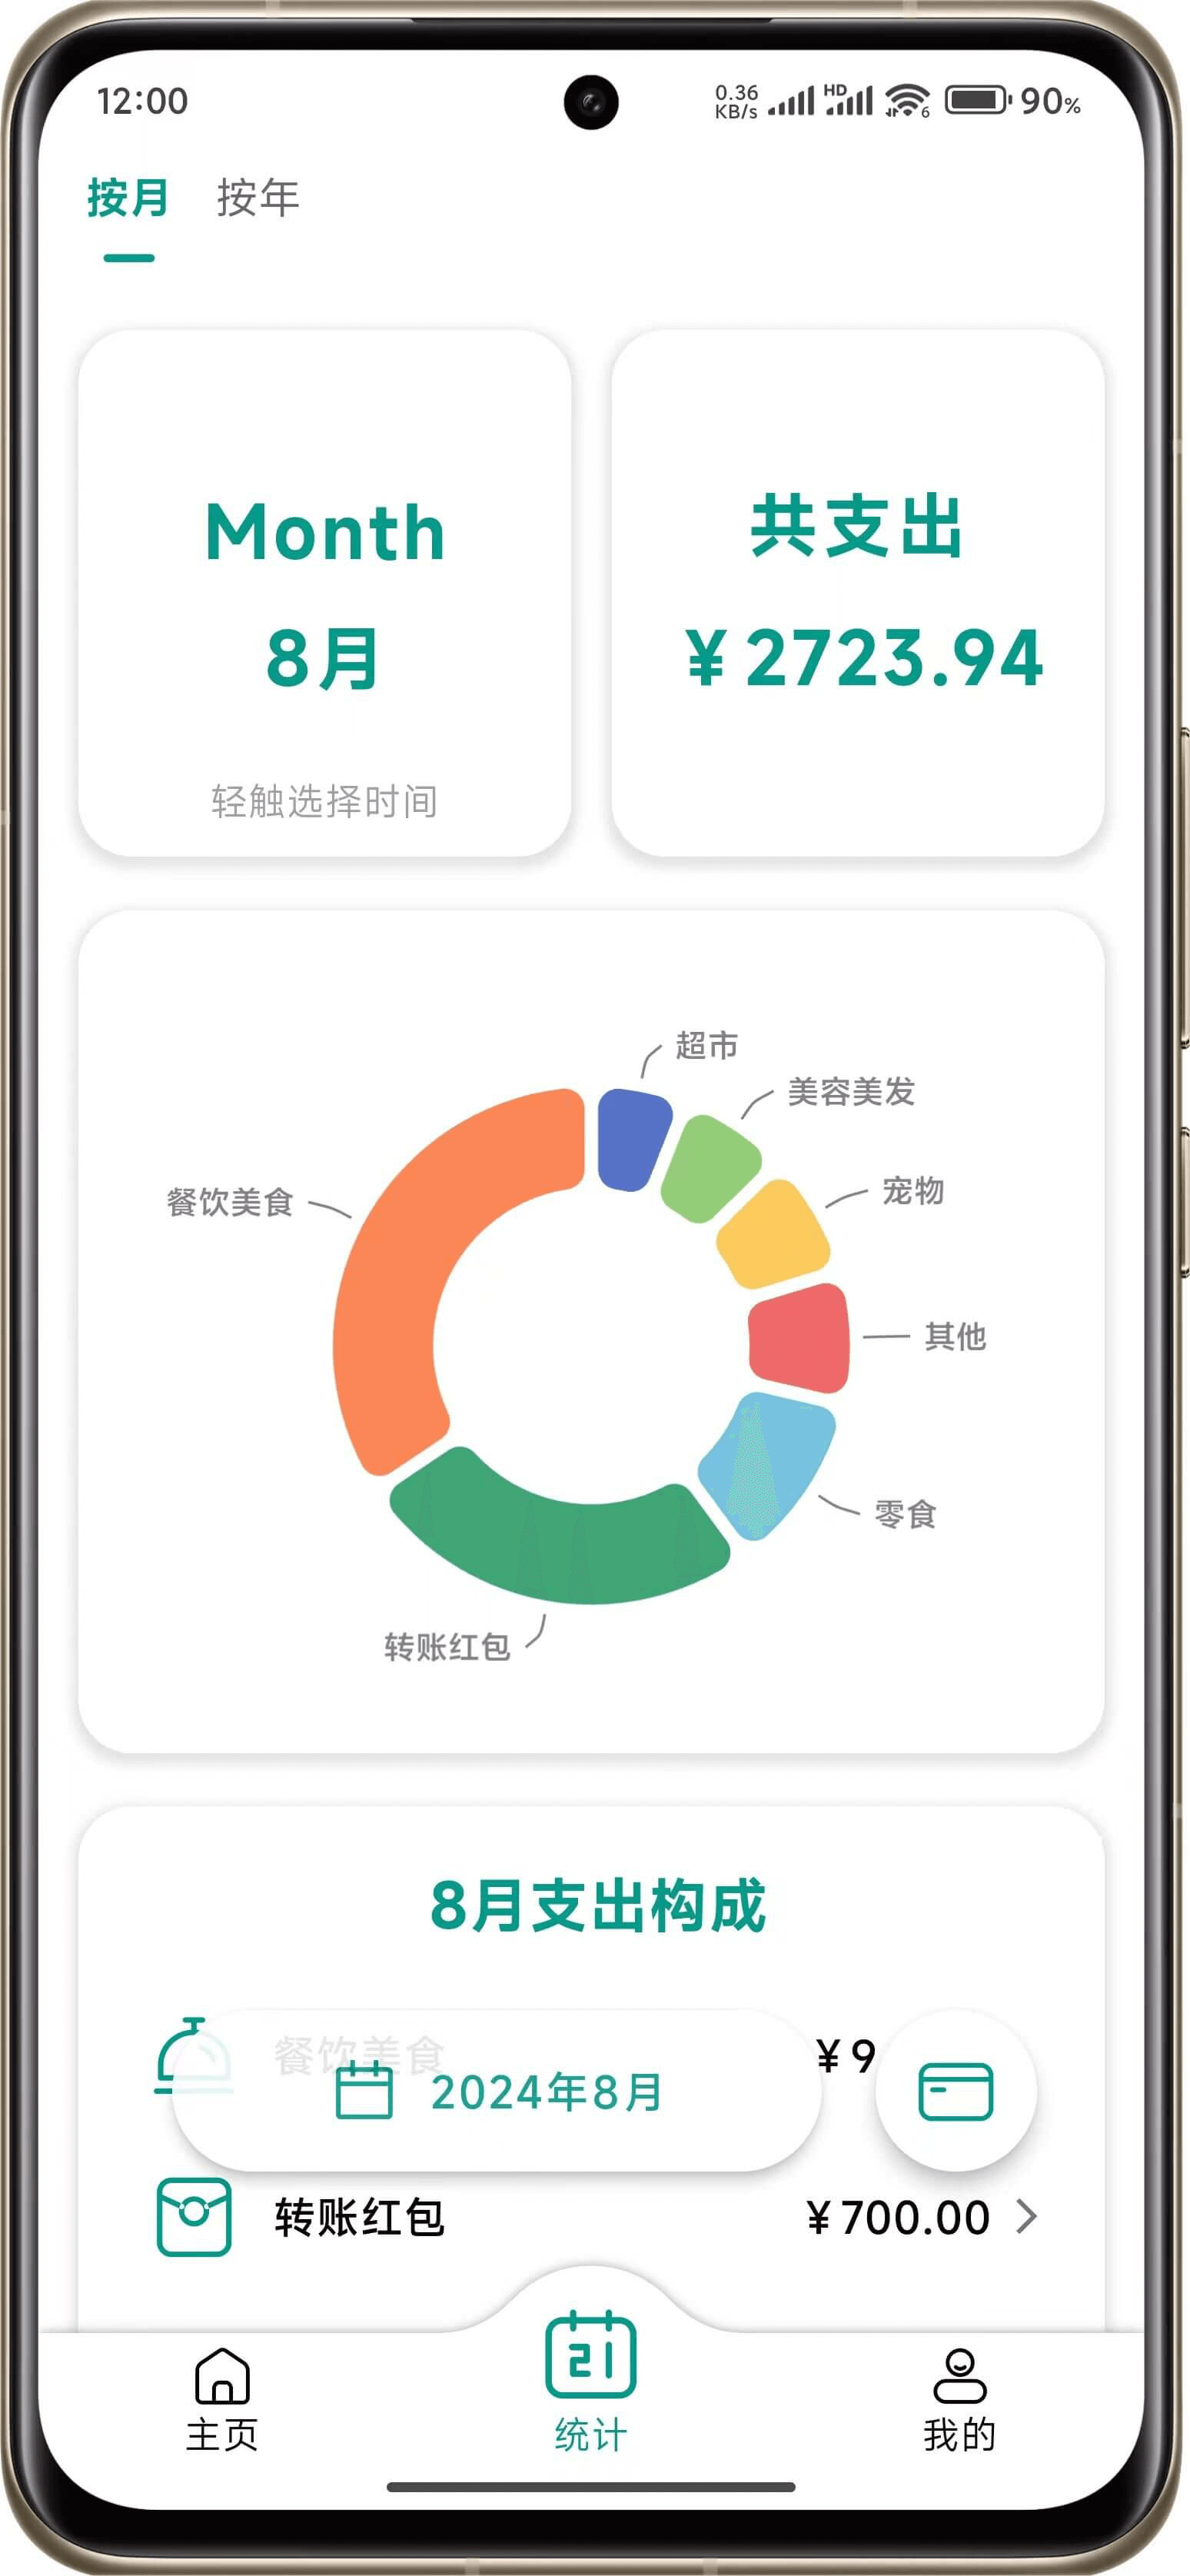 12:00
0.36 KB/s HD 6 90%
按月 按年
Month
8月
轻触选择时间
共支出
¥2723.94
超市
美容美发
宠物
其他
零食
转账红包
餐饮美食
8月支出构成
餐饮美食 ¥9
2024年8月
转账红包 ¥700.00
21
主页 统计 我的